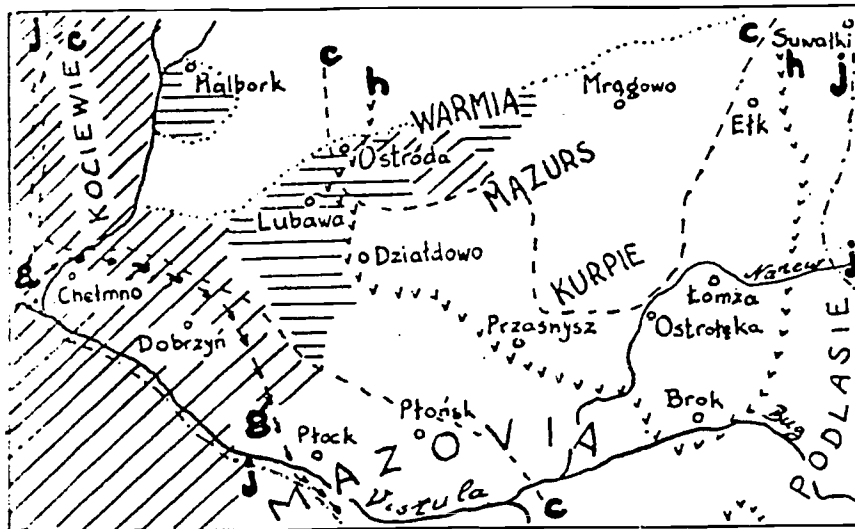 j
c
c
h
c
Suwałki
h
j
Malbork
KOCIEWIE
WARMIA
Mrągowo
Ełk
Ostróda
MAZURS
Lubawa
Działdowo
KURPIE
Narew
j
g
Chełmno
Łomża
Ostrołęka
Dobrzyń
Przasnysz
PODLASIE
g
Płońsk
Brok
Bug
Płock
MAZOVIA
j
Vistula
c